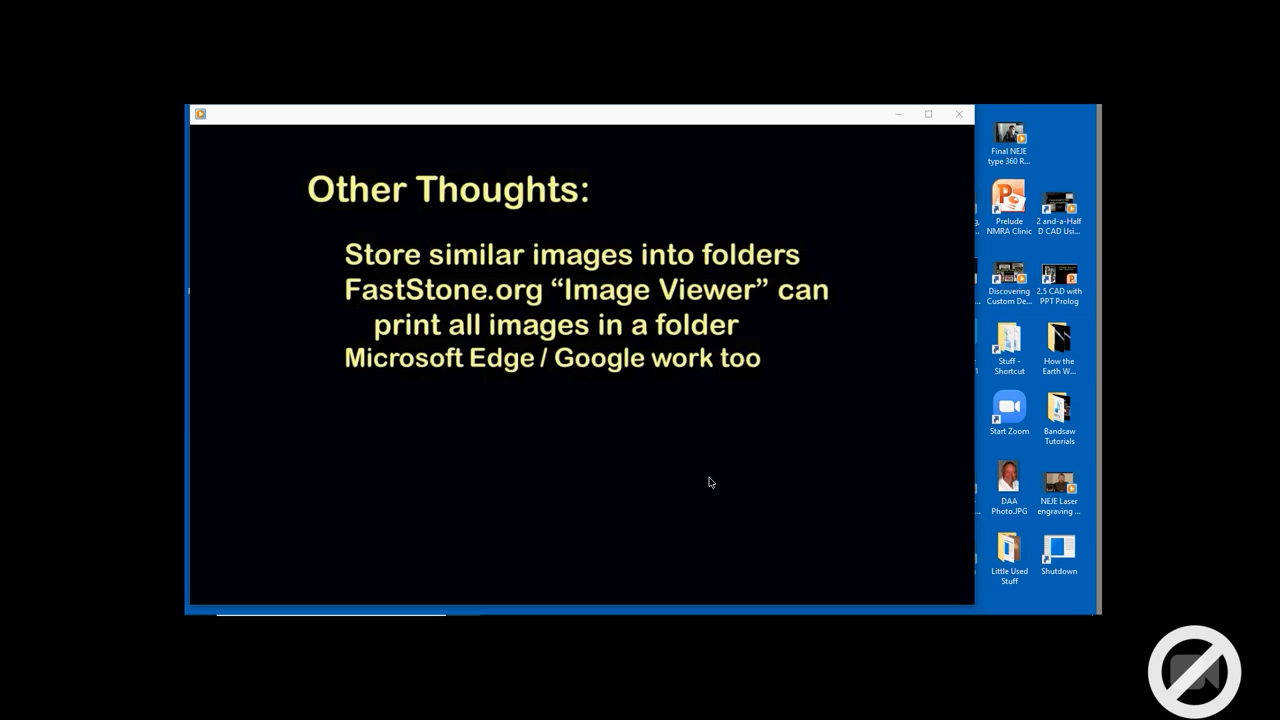 Other Thoughts:
Store similar images into folders
FastStone.org “Image Viewer” can
print all images in a folder
Microsoft Edge / Google work too
Final NEJE
type 360 R...
Prelude
NMRA Clinic
2 and-a-Half
D CAD Usi...
Discovering
Custom De...
2.5 CAD with
PPT Prolog
Stuff -
Shortcut
How the
Earth W...
Start Zoom
Bandsaw
Tutorials
DAA
Photo.JPG
NEJE Laser
engraving ...
Little Used
Stuff
Shutdown